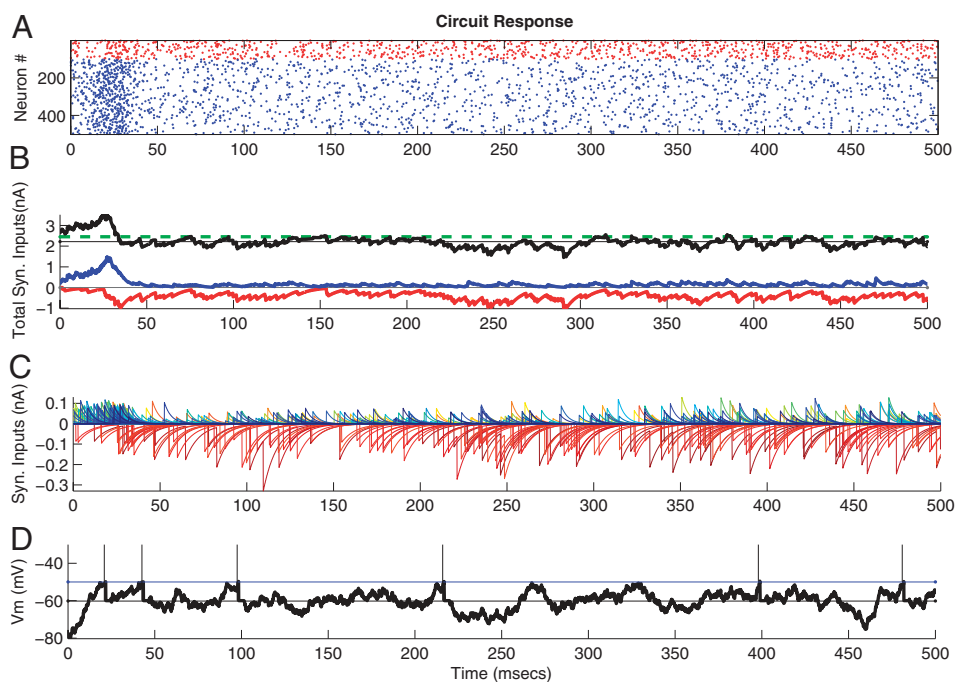 A
Circuit Response
Neuron #
200
400
0 50 100 150 200 250 300 350 400 450 500
B
Total Syn. Inputs(nA)
3
2
1
0
−1
0 50 100 150 200 250 300 350 400 450 500
C
Syn. Inputs (nA)
0.1
0
−0.1
−0.2
−0.3
0 50 100 150 200 250 300 350 400 450 500
D
Vm (mV)
−40
−60
−80
0 50 100 150 200 250 300 350 400 450 500
Time (msecs)